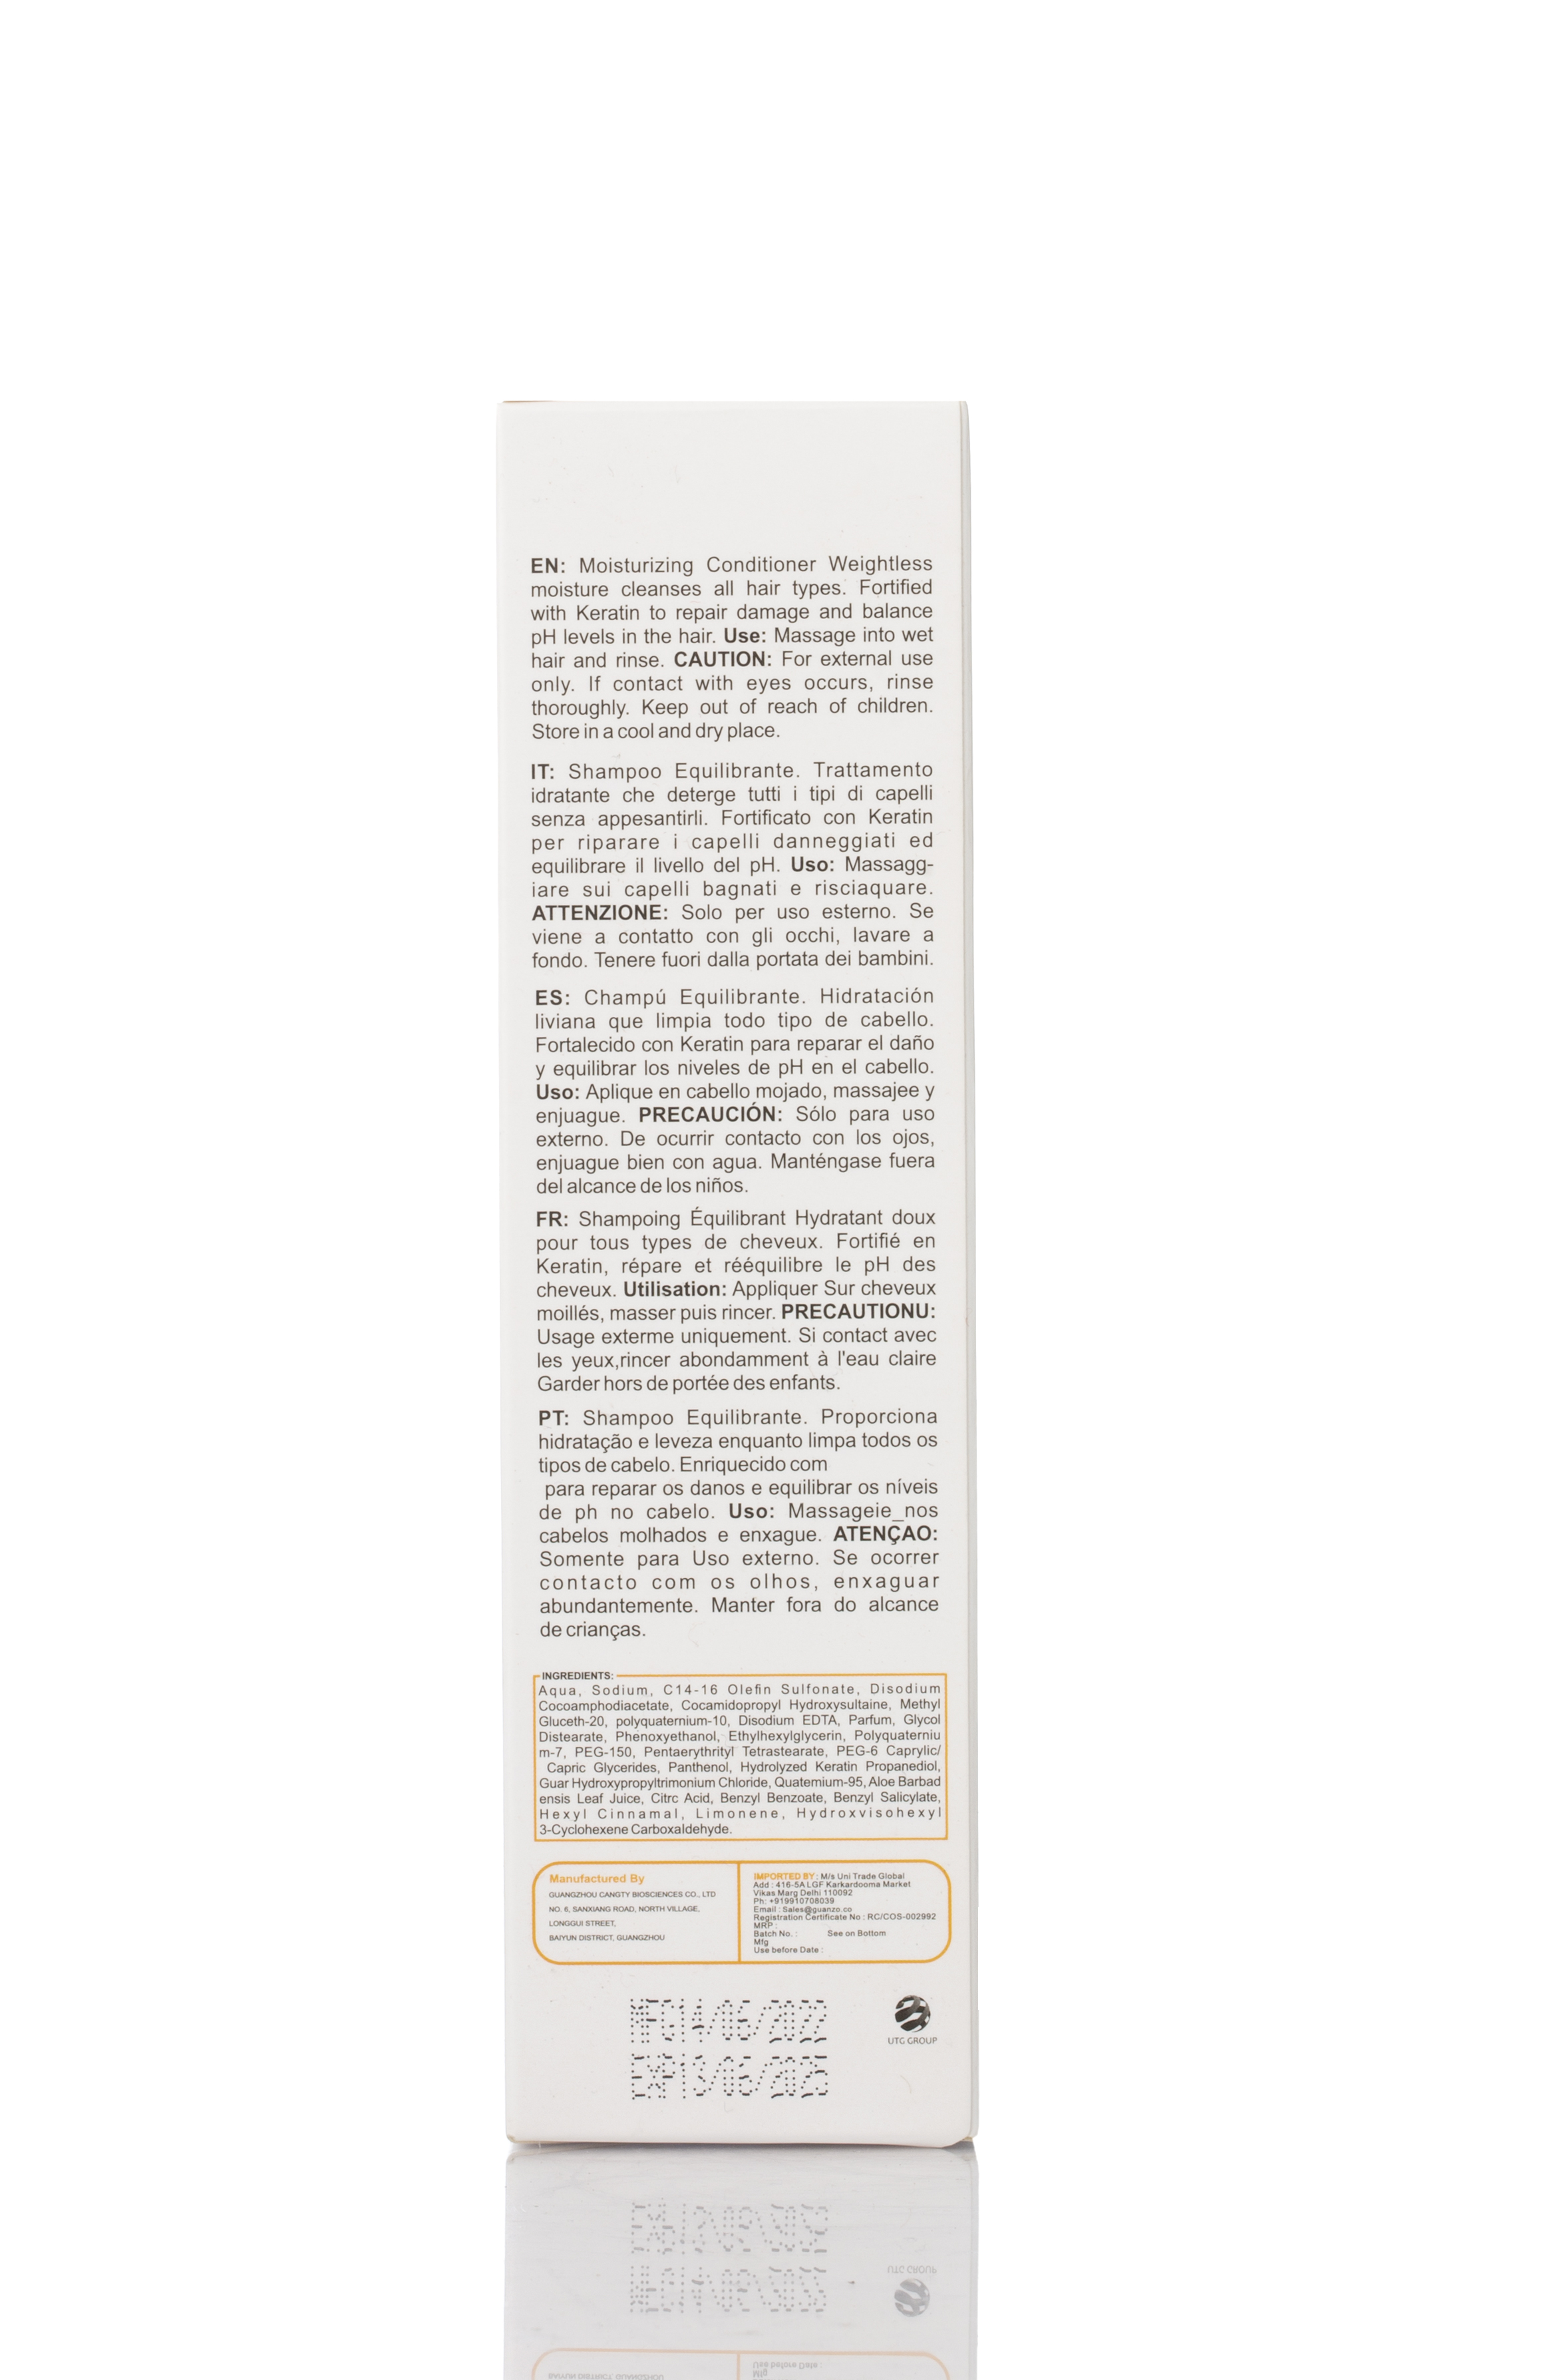 EN: Moisturizing Conditioner Weightless
moisture cleanses all hair types. Fortified
with Keratin to repair damage and balance
pH levels in the hair. Use: Massage into wet
hair and rinse. CAUTION: For external use
only. If contact with eyes occurs, rinse
thoroughly. Keep out of reach of children.
Store in a cool and dry place.
IT: Shampoo Equilibrante. Trattamento
idratante che deterge tutti i tipi di capelli
senza appesantirli. Fortificato con Keratin
per riparare i capelli danneggiati ed
equilibrare il livello del pH. Uso: Massagg-
iare sui capelli bagnati e risciaquare.
ATTENZIONE: Solo per uso esterno. Se
viene a contatto con gli occhi, lavare a
fondo. Tenere fuori dalla portata dei bambini.
ES: Champú Equilibrante. Hidratación
liviana que limpia todo tipo de cabello.
Fortalecido con Keratin para reparar el daño
y equilibrar los niveles de pH en el cabello.
Uso: Aplique en cabello mojado, massajee y
enjuague. PRECAUCIÓN: Sólo para uso
externo. De ocurrir contacto con los ojos,
enjuague bien con agua. Manténgase fuera
del alcance de los niños.
FR: Shampoing Équilibrant Hydratant doux
pour tous types de cheveux. Fortifié en
Keratin, répare et rééquilibre le pH des
cheveux. Utilisation: Appliquer Sur cheveux
moillés, masser puis rincer. PRECAUTIONU:
Usage exterme uniquement. Si contact avec
les yeux,rincer abondamment à l'eau claire
Garder hors de portée des enfants.
PT: Shampoo Equilibrante. Proporciona
hidratação e leveza enquanto limpa todos os
tipos de cabelo. Enriquecido com
para reparar os danos e equilibrar os níveis
de ph no cabelo. Uso: Massageie_nos
cabelos molhados e enxague. ATENÇAO:
Somente para Uso externo. Se ocorrer
contacto com os olhos, enxaguar
abundantemente. Manter fora do alcance
de crianças.
INGREDIENTS:
Aqua, Sodium, C14-16 Olefin Sulfonate, Disodium
Cocoamphodiacetate, Cocamidopropyl Hydroxysultaine, Methyl
Gluceth-20, polyquaternium-10, Disodium EDTA, Parfum, Glycol
Distearate, Phenoxyethanol, Ethylhexylglycerin, Polyquaterniu
m-7, PEG-150, Pentaerythrityl Tetrastearate, PEG-6 Caprylic/
Capric Glycerides, Panthenol, Hydrolyzed Keratin Propanediol,
Guar Hydroxypropyltrimonium Chloride, Quatemium-95, Aloe Barbad
ensis Leaf Juice, Citrc Acid, Benzyl Benzoate, Benzyl Salicylate,
Hexyl Cinnamal, Limonene, Hydroxvisohexyl
3-Cyclohexene Carboxaldehyde.
Manufactured By
GUANGZHOU CANGTY BIOSCIENCES CO., LTD
NO. 6, SANXIANG ROAD, NORTH VILLAGE,
LONGGUI STREET,
BAIYUN DISTRICT, GUANGZHOU
IMPORTED BY: M/s Uni Trade Global
Add : 416-5A LGF Karkardooma Market
Vikas Marg Delhi 110092
Ph: +919910708039
Email : Sales@guanzo.co
Registration Certificate No : RC/COS-002992
MRP :
Batch No. : See on Bottom
Mfg
Use before Date :
MFG14/06/2022
EXP13/06/2025
UTG GROUP